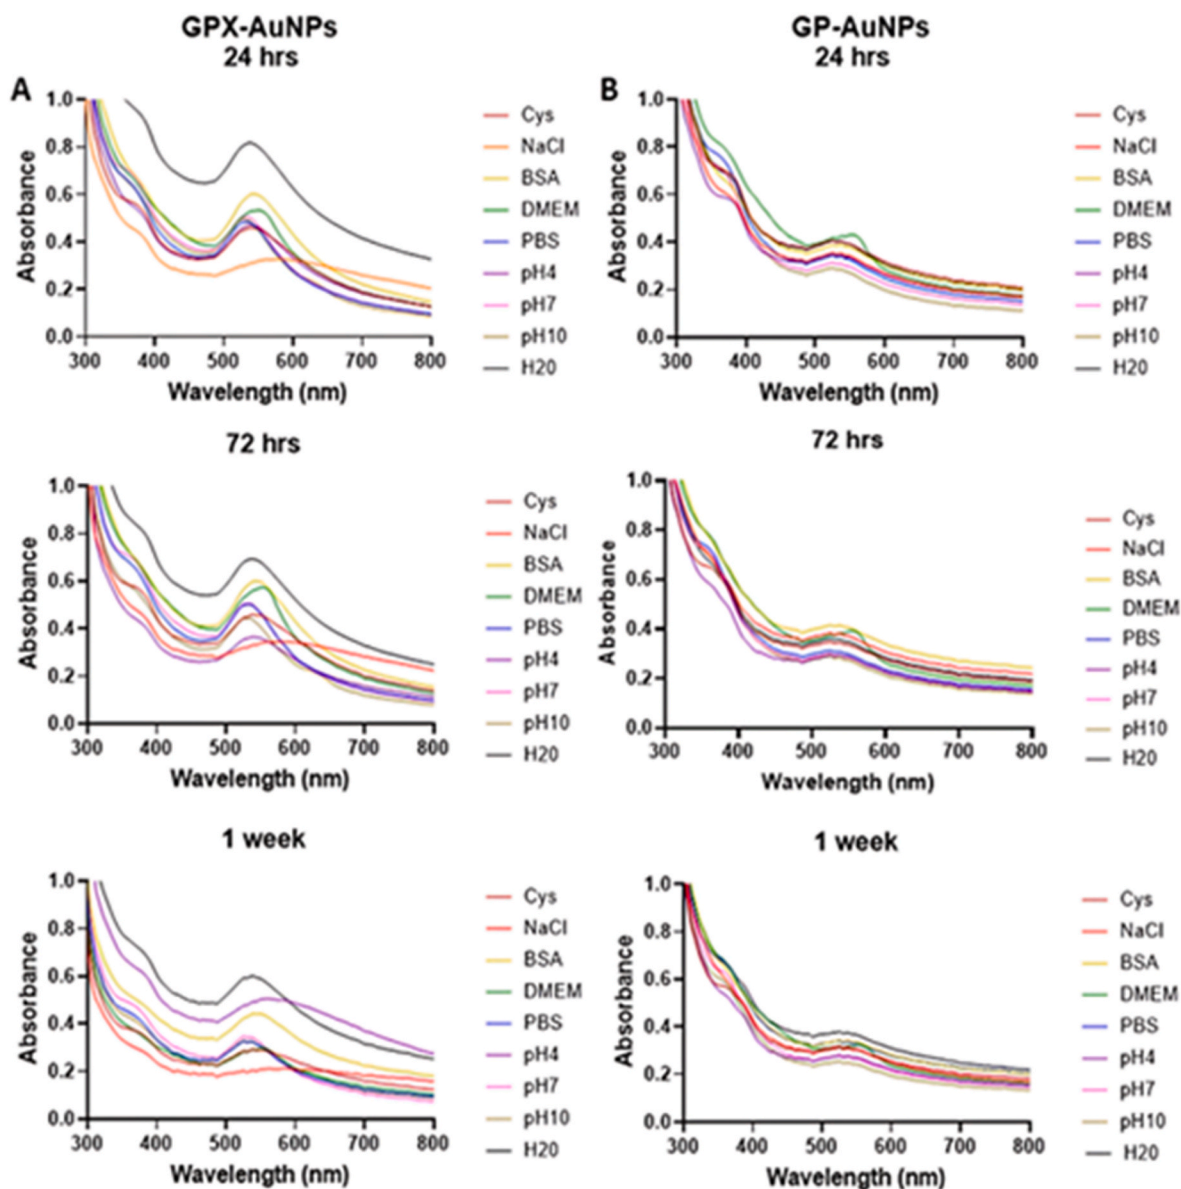 GPX-AuNPs
24 hrs
A
Absorbance
1.0
0.8
0.6
0.4
0.2
0.0
300 400 500 600 700 800
Wavelength (nm)
Cys
NaCl
BSA
DMEM
PBS
pH4
pH7
pH10
H20
GP-AuNPs
24 hrs
B
Absorbance
1.0
0.8
0.6
0.4
0.2
0.0
300 400 500 600 700 800
Wavelength (nm)
Cys
NaCl
BSA
DMEM
PBS
pH4
pH7
pH10
H20
72 hrs
Absorbance
1.0
0.8
0.6
0.4
0.2
0.0
300 400 500 600 700 800
Wavelength (nm)
Cys
NaCl
BSA
DMEM
PBS
pH4
pH7
pH10
H20
72 hrs
Absorbance
1.0
0.8
0.6
0.4
0.2
0.0
300 400 500 600 700 800
Wavelength (nm)
Cys
NaCl
BSA
DMEM
PBS
pH4
pH7
pH10
H20
1 week
Absorbance
1.0
0.8
0.6
0.4
0.2
0.0
300 400 500 600 700 800
Wavelength (nm)
Cys
NaCl
BSA
DMEM
PBS
pH4
pH7
pH10
H20
1 week
Absorbance
1.0
0.8
0.6
0.4
0.2
0.0
300 400 500 600 700 800
Wavelength (nm)
Cys
NaCl
BSA
DMEM
PBS
pH4
pH7
pH10
H20